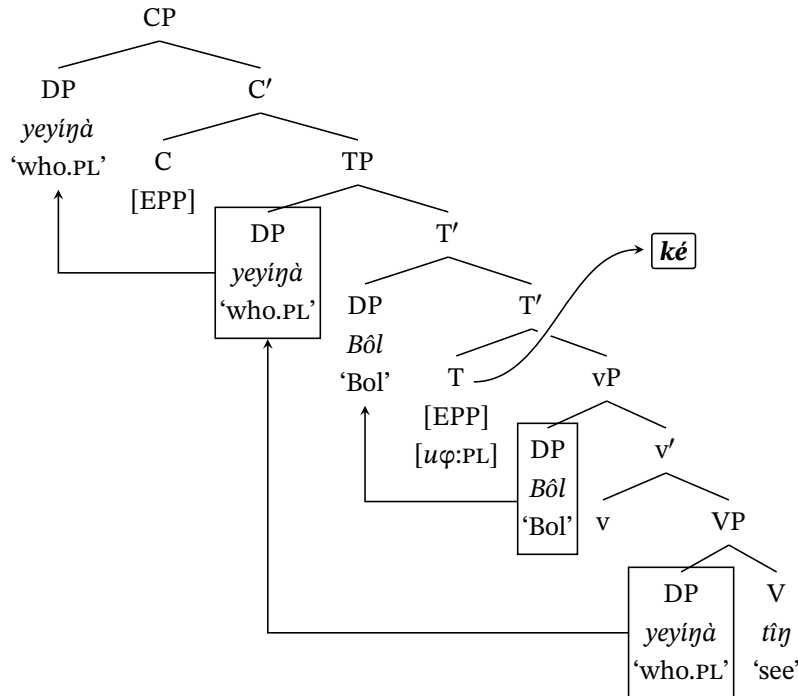 CP
DP
C′
yeyíŋà
‘who.PL’
C
TP
[EPP]
DP
T′
yeyíŋà
‘who.PL’
ké
DP
T′
Bôl
‘Bol’
T
vP
[EPP]
[uφ:PL]
DP
v′
Bôl
‘Bol’
v
VP
DP
V
yeyíŋà
tîŋ
‘who.PL’
‘see’